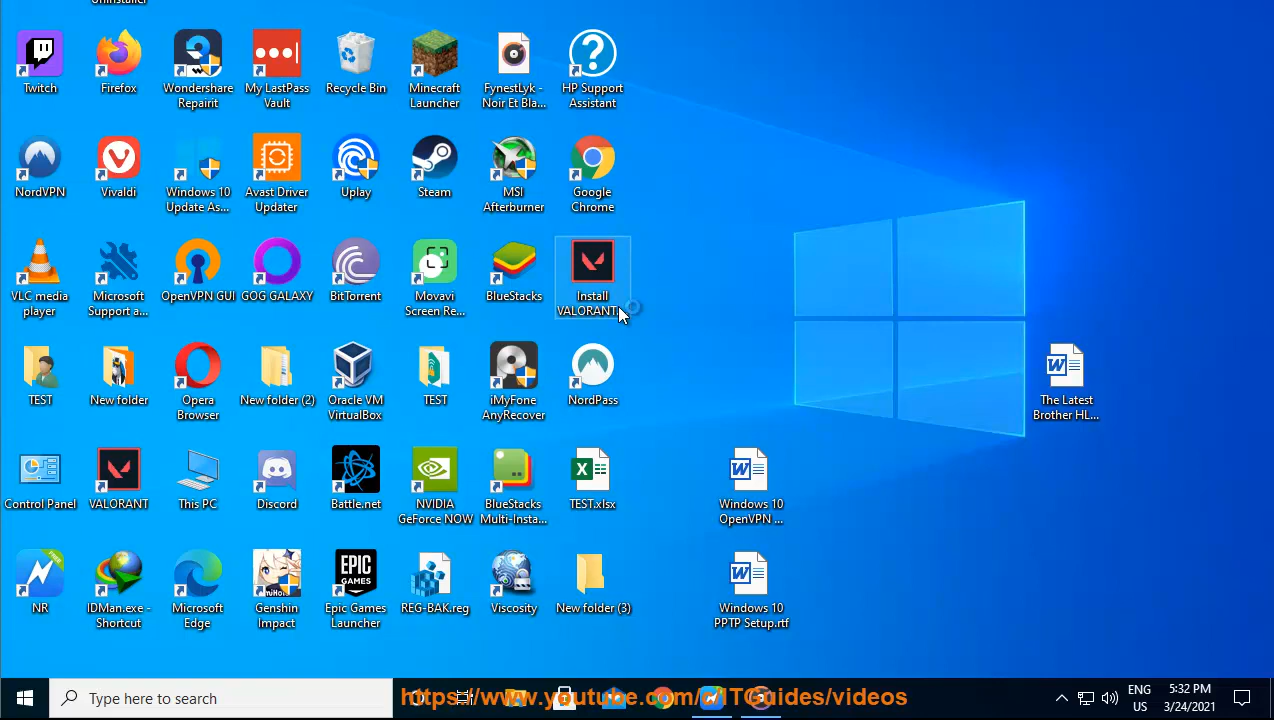 Uninstaller
Twitch
Firefox
Wondershare
Repairit
My LastPass
Vault
Recycle Bin
Minecraft
Launcher
FynestLyk -
Noir Et Bla...
HP Support
Assistant
NordVPN
Vivaldi
Windows 10
Update As...
Avast Driver
Updater
Uplay
Steam
MSI
Afterburner
Google
Chrome
VLC media
player
Microsoft
Support a...
OpenVPN GUI
GOG GALAXY
BitTorrent
Movavi
Screen Re...
BlueStacks
Install
VALORANT.
TEST
New folder
Opera
Browser
New folder (2)
Oracle VM
VirtualBox
TEST
iMyFone
AnyRecover
NordPass
The Latest
Brother HL...
Control Panel
VALORANT
This PC
Discord
Battle.net
NVIDIA
GeForce NOW
BlueStacks
Multi-Insta...
TEST.xlsx
Windows 10
OpenVPN ...
FREE
NR
IDMan.exe -
Shortcut
Microsoft
Edge
Genshin
Impact
EPIC
GAMES
Epic Games
Launcher
REG-BAK.reg
Viscosity
New folder (3)
Windows 10
PPTP Setup.rtf
Type here to search
https://www.youtube.com/c/ITGuides/videos
ENG
US
5:32 PM
3/24/2021